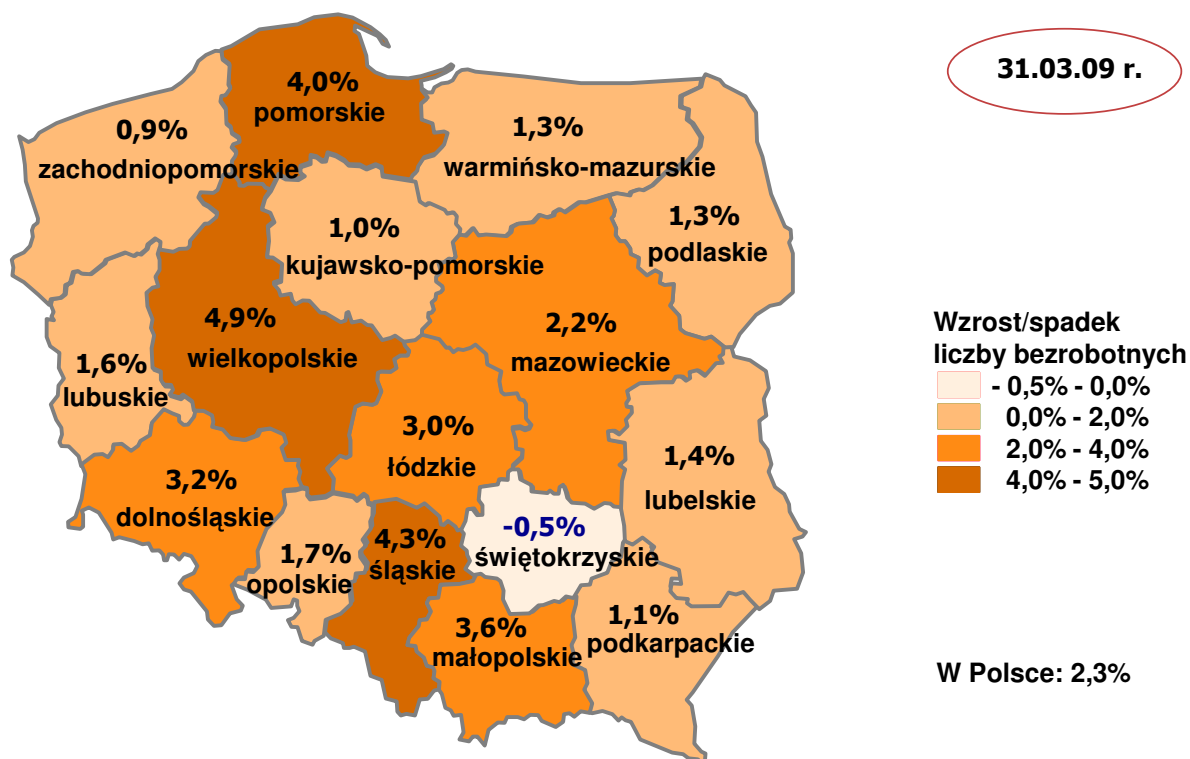 31.03.09 r.
4,0%
pomorskie
0,9%
zachodniopomorskie
1,3%
warmińsko-mazurskie
1,3%
podlaskie
1,0%
kujawsko-pomorskie
4,9%
wielkopolskie
2,2%
mazowieckie
1,6%
lubuskie
3,0%
łódzkie
1,4%
lubelskie
3,2%
dolnośląskie
1,7%
opolskie
4,3%
śląskie
-0,5%
świętokrzyskie
3,6%
małopolskie
1,1%
podkarpackie
Wzrost/spadek
liczby bezrobotnych
- 0,5% - 0,0%
0,0% - 2,0%
2,0% - 4,0%
4,0% - 5,0%
W Polsce: 2,3%